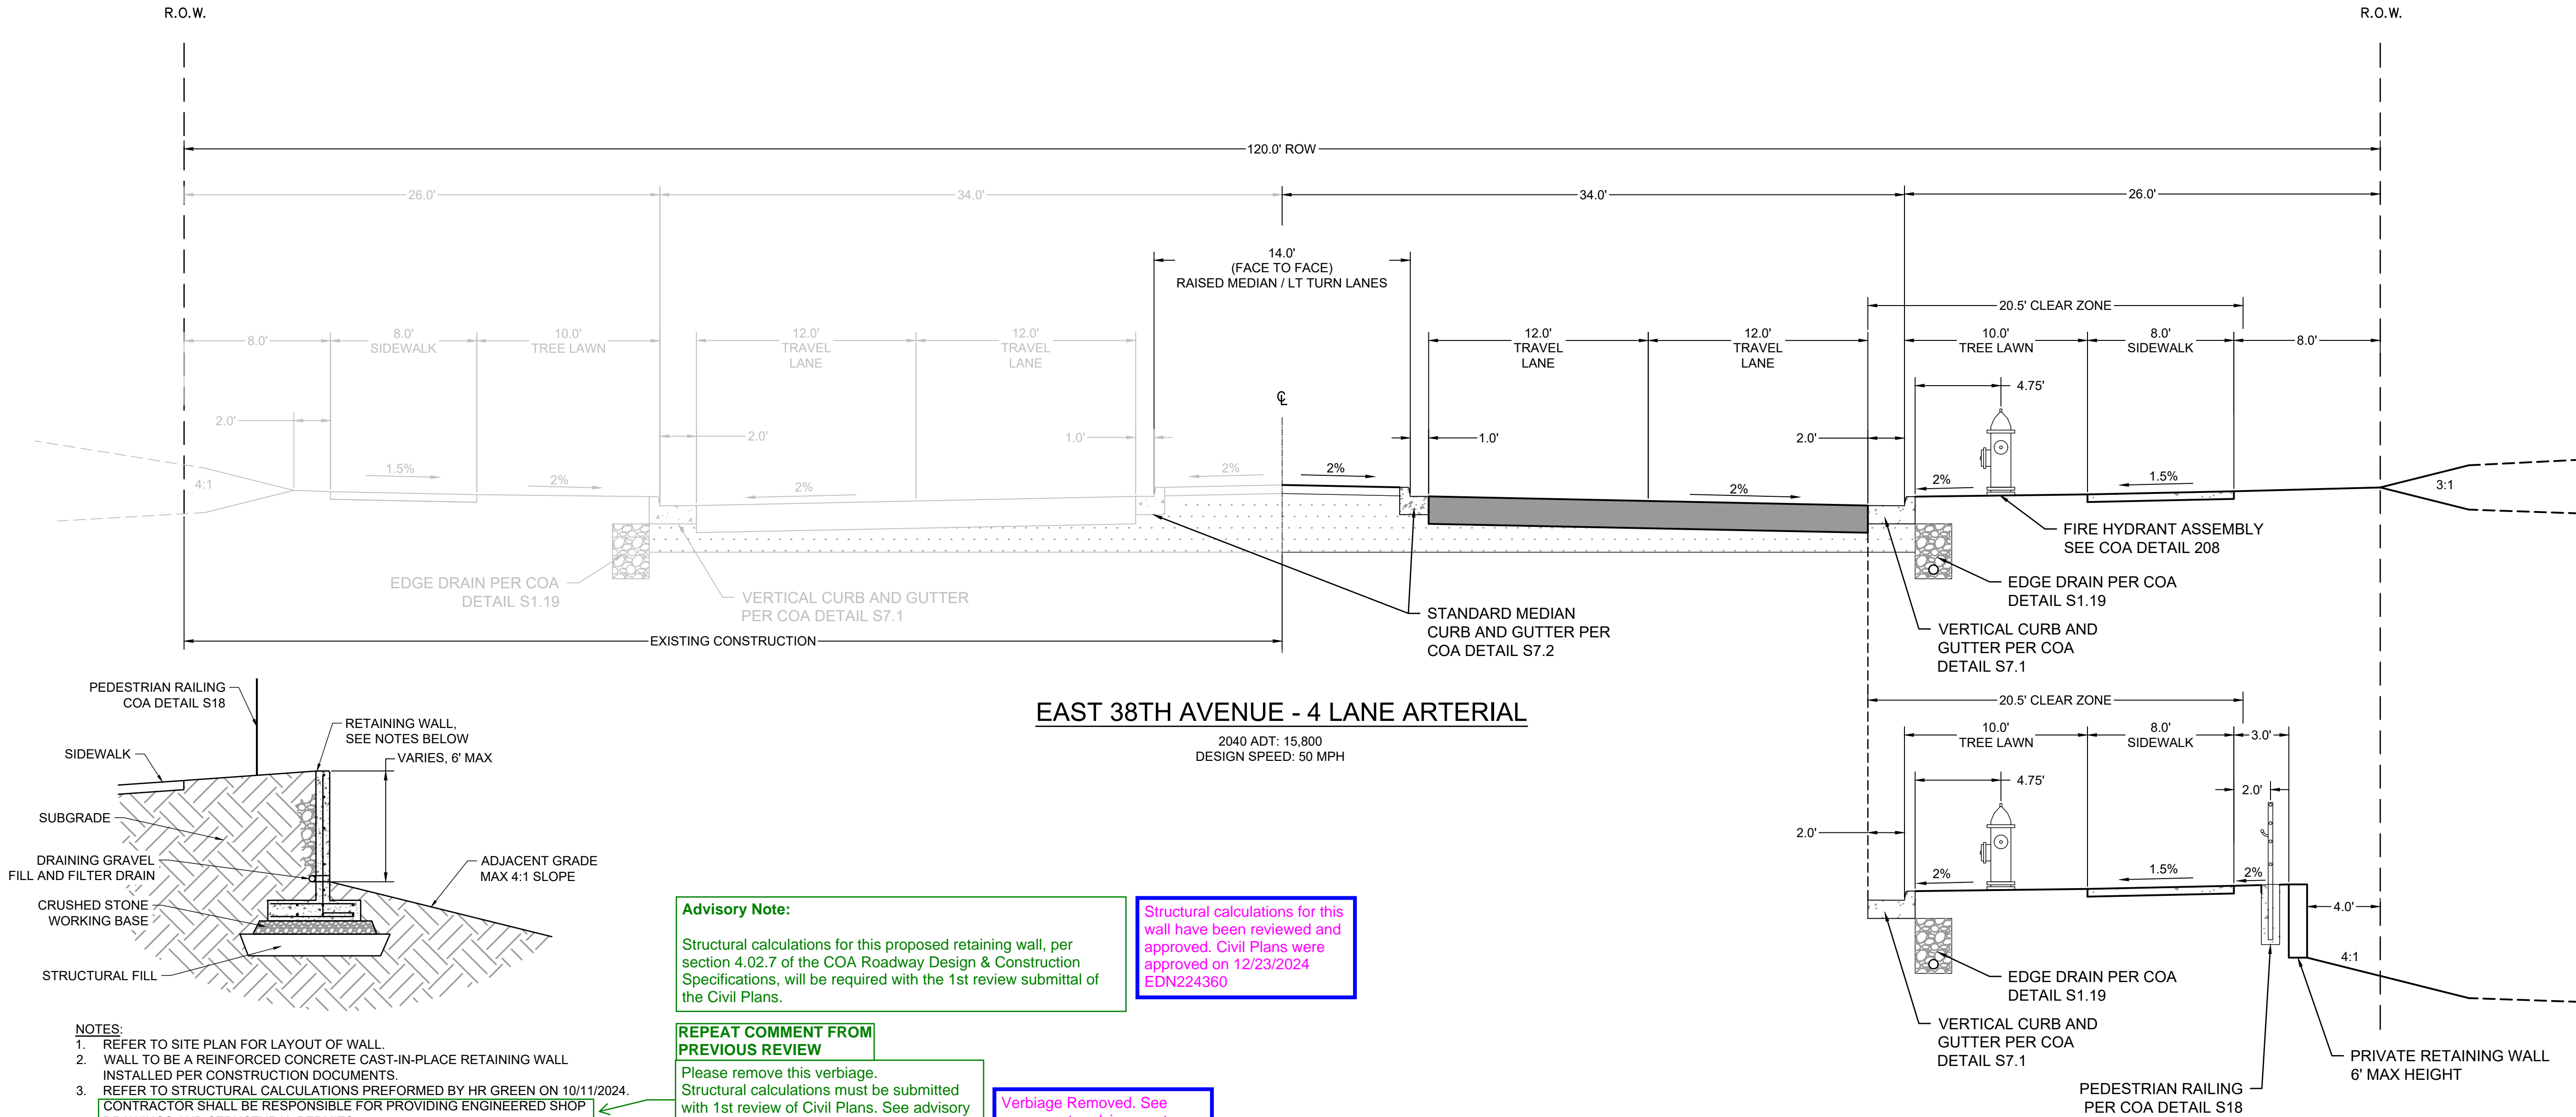 R.O.W.
R.O.W.
120.0' ROW
26.0'
34.0'
34.0'
26.0'
14.0'
(FACE TO FACE)
RAISED MEDIAN / LT TURN LANES
20.5' CLEAR ZONE
8.0'
8.0'
SIDEWALK
10.0'
TREE LAWN
12.0'
TRAVEL
LANE
12.0'
TRAVEL
LANE
12.0'
TRAVEL
LANE
12.0'
TRAVEL
LANE
10.0'
TREE LAWN
8.0'
SIDEWALK
8.0'
4.75'
℄
2.0'
2.0'
1.0'
1.0'
2.0'
4:1
1.5%
2%
2%
2%
2%
2%
2%
1.5%
3:1
EDGE DRAIN PER COA
DETAIL S1.19
VERTICAL CURB AND GUTTER
PER COA DETAIL S7.1
STANDARD MEDIAN
CURB AND GUTTER PER
COA DETAIL S7.2
FIRE HYDRANT ASSEMBLY
SEE COA DETAIL 208
EDGE DRAIN PER COA
DETAIL S1.19
VERTICAL CURB AND
GUTTER PER COA
DETAIL S7.1
EXISTING CONSTRUCTION
EAST 38TH AVENUE - 4 LANE ARTERIAL
2040 ADT: 15,800
DESIGN SPEED: 50 MPH
PEDESTRIAN RAILING
COA DETAIL S18
RETAINING WALL,
SEE NOTES BELOW
SIDEWALK
VARIES, 6' MAX
SUBGRADE
DRAINING GRAVEL
FILL AND FILTER DRAIN
ADJACENT GRADE
MAX 4:1 SLOPE
CRUSHED STONE
WORKING BASE
STRUCTURAL FILL
20.5' CLEAR ZONE
10.0'
TREE LAWN
8.0'
SIDEWALK
3.0'
4.75'
2.0'
2.0'
2%
1.5%
2%
4.0'
4:1
EDGE DRAIN PER COA
DETAIL S1.19
VERTICAL CURB AND
GUTTER PER COA
DETAIL S7.1
PRIVATE RETAINING WALL
6' MAX HEIGHT
PEDESTRIAN RAILING
PER COA DETAIL S18
Advisory Note:
Structural calculations for this proposed retaining wall, per
section 4.02.7 of the COA Roadway Design & Construction
Specifications, will be required with the 1st review submittal of
the Civil Plans.
Structural calculations for this
wall have been reviewed and
approved. Civil Plans were
approved on 12/23/2024
EDN224360
REPEAT COMMENT FROM
PREVIOUS REVIEW
Please remove this verbiage.
Structural calculations must be submitted
with 1st review of Civil Plans. See advisory
Verbiage Removed. See
NOTES:
1. REFER TO SITE PLAN FOR LAYOUT OF WALL.
2. WALL TO BE A REINFORCED CONCRETE CAST-IN-PLACE RETAINING WALL
INSTALLED PER CONSTRUCTION DOCUMENTS.
3. REFER TO STRUCTURAL CALCULATIONS PREFORMED BY HR GREEN ON 10/11/2024.
CONTRACTOR SHALL BE RESPONSIBLE FOR PROVIDING ENGINEERED SHOP